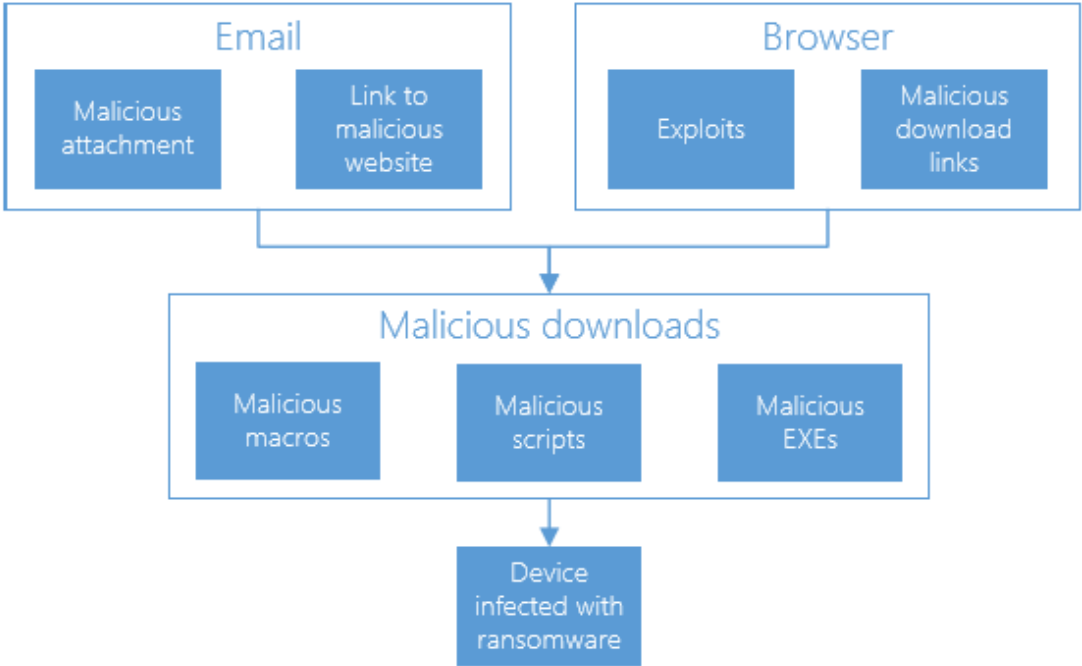 Email
Malicious
attachment
Link to
malicious
website
Browser
Exploits
Malicious
download
links
Malicious downloads
Malicious
macros
Malicious
scripts
Malicious
EXEs
Device
infected with
ransomware